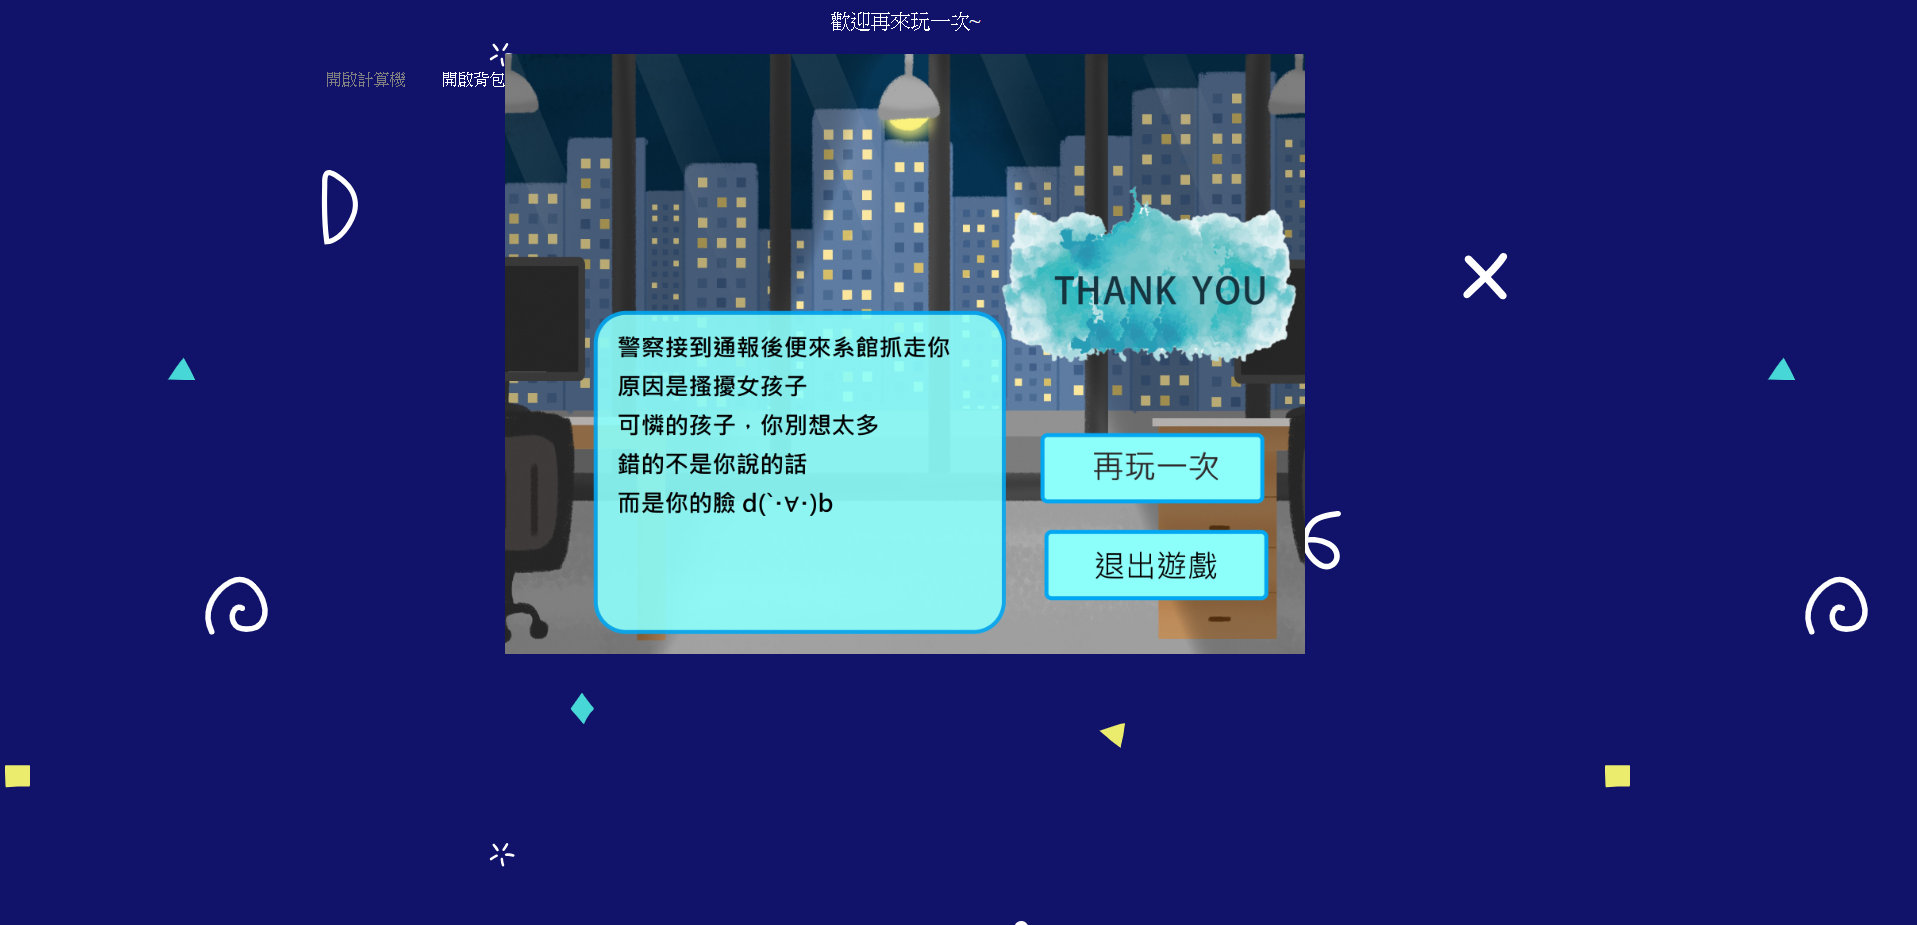 歡迎再來玩一次~
開啟計算機
開啟背包
THANK YOU
警察接到通報後便來系館抓走你
原因是搔擾女孩子
可憐的孩子，你別想太多
錯的不是你說的話
而是你的臉 d(`･∀･)b
再玩一次
退出遊戲